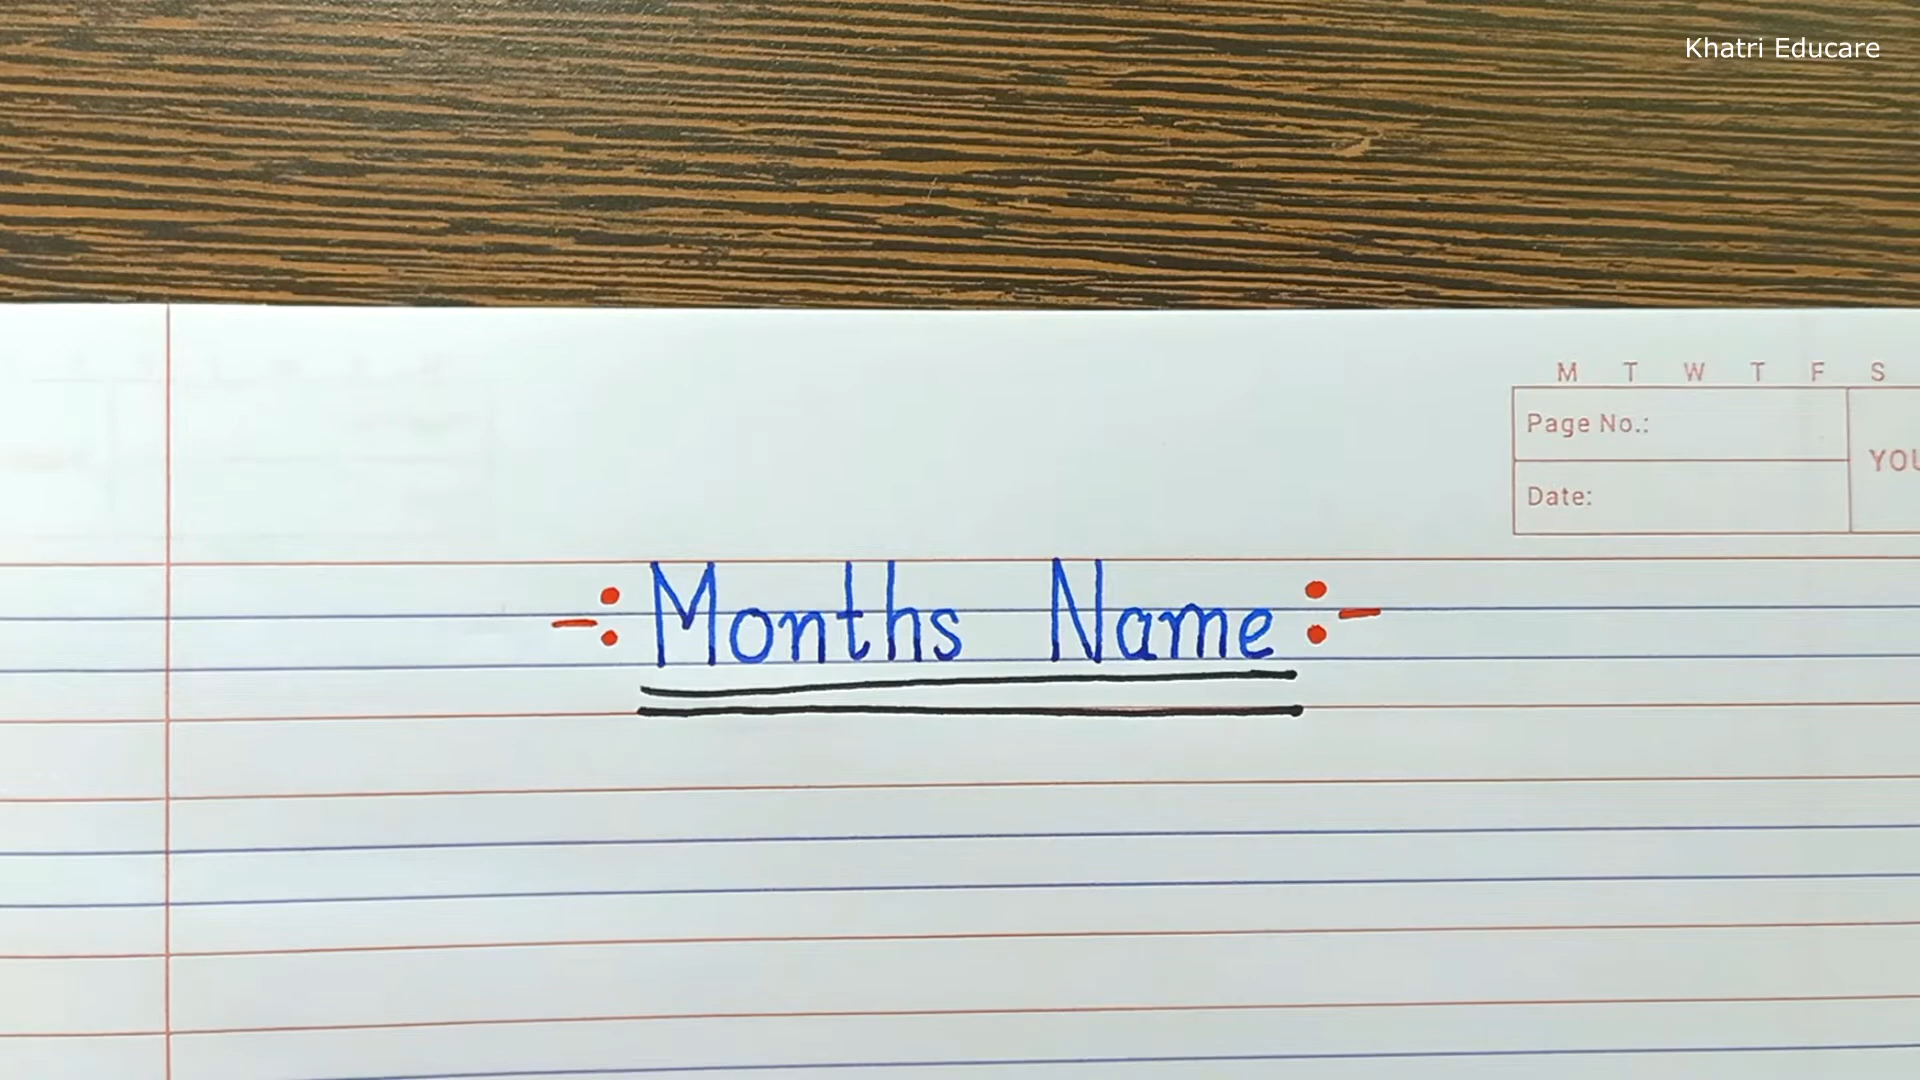 Khatri Educare
M T W T F S
Page No.:
YOU
Date:
-: Months Name :-